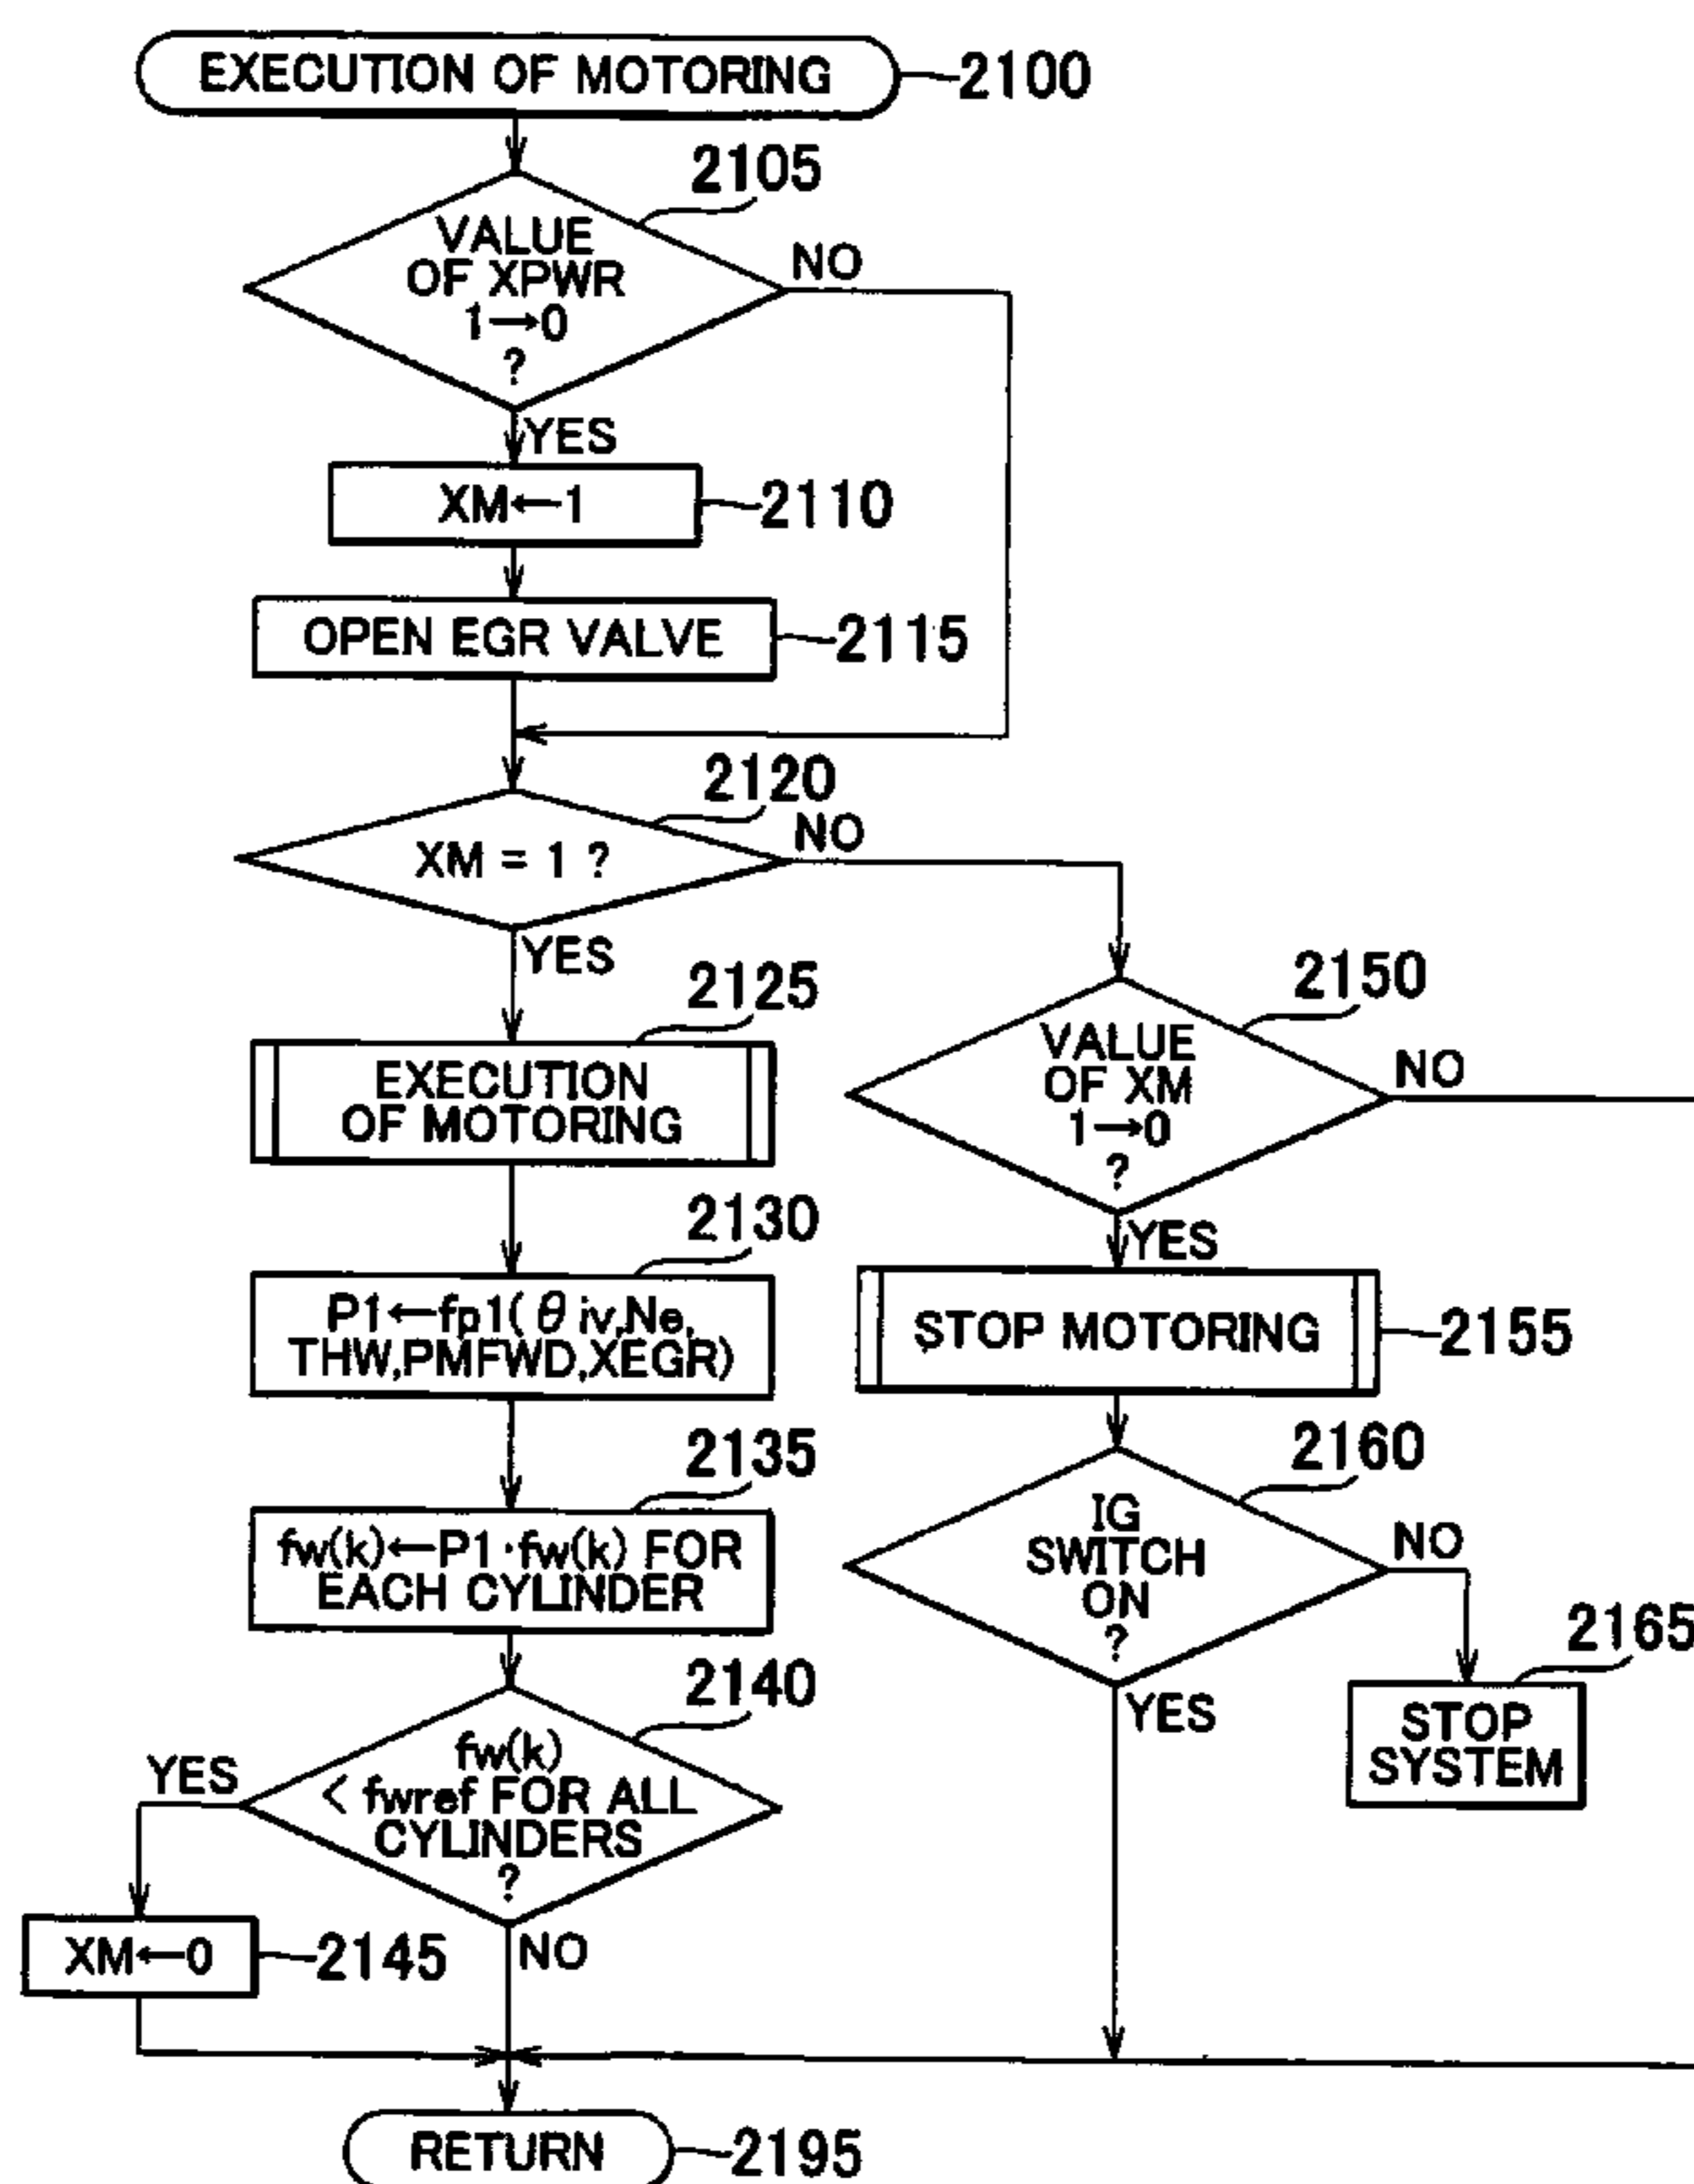 EXECUTION OF MOTORING
2100
2105
VALUE
OF XPWR
1→0
?
NO
YES
XM←1
2110
OPEN EGR VALVE
2115
2120
XM = 1 ?
NO
YES
2125
EXECUTION
OF MOTORING
2130
P1←fp1( θ iv,Ne,
THW,PMFWD,XEGR)
2135
fw(k)←P1·fw(k) FOR
EACH CYLINDER
2140
fw(k)
< fwref FOR ALL
CYLINDERS
?
YES
NO
XM←0
2145
2150
VALUE
OF XM
1→0
?
NO
YES
STOP MOTORING
2155
2160
IG
SWITCH
ON
?
NO
YES
2165
STOP
SYSTEM
RETURN
2195